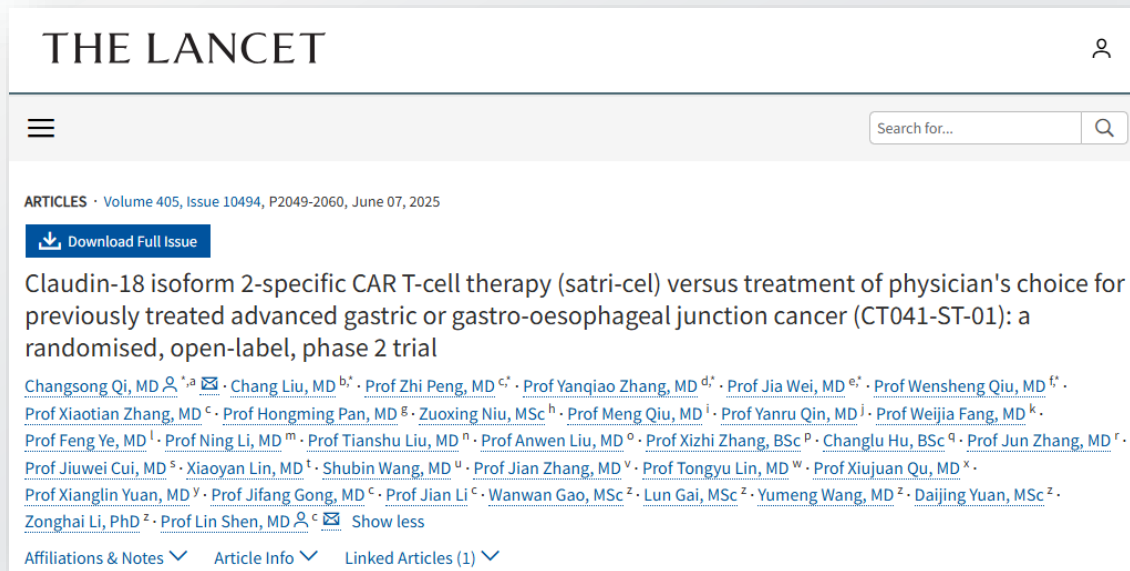 THE LANCET
Search for...
ARTICLES · Volume 405, Issue 10494, P2049-2060, June 07, 2025
Download Full Issue
Claudin-18 isoform 2-specific CAR T-cell therapy (satri-cel) versus treatment of physician's choice for
previously treated advanced gastric or gastro-oesophageal junction cancer (CT041-ST-01): a
randomised, open-label, phase 2 trial
Changsong Qi, MD *,a · Chang Liu, MD b,* · Prof Zhi Peng, MD c,* · Prof Yanqiao Zhang, MD d,* · Prof Jia Wei, MD e,* · Prof Wensheng Qiu, MD f,* ·
Prof Xiaotian Zhang, MD c · Prof Hongming Pan, MD g · Zuoxing Niu, MSc h · Prof Meng Qiu, MD i · Prof Yanru Qin, MD j · Prof Weijia Fang, MD k ·
Prof Feng Ye, MD l · Prof Ning Li, MD m · Prof Tianshu Liu, MD n · Prof Anwen Liu, MD o · Prof Xizhi Zhang, BSc p · Changlu Hu, BSc q · Prof Jun Zhang, MD r ·
Prof Jiuwei Cui, MD s · Xiaoyan Lin, MD t · Shubin Wang, MD u · Prof Jian Zhang, MD v · Prof Tongyu Lin, MD w · Prof Xiujuan Qu, MD x ·
Prof Xianglin Yuan, MD y · Prof Jifang Gong, MD c · Prof Jian Li c · Wanwan Gao, MSc z · Lun Gai, MSc z · Yumeng Wang, MD z · Daijing Yuan, MSc z ·
Zonghai Li, PhD z · Prof Lin Shen, MD c Show less
Affiliations & Notes Article Info Linked Articles (1)